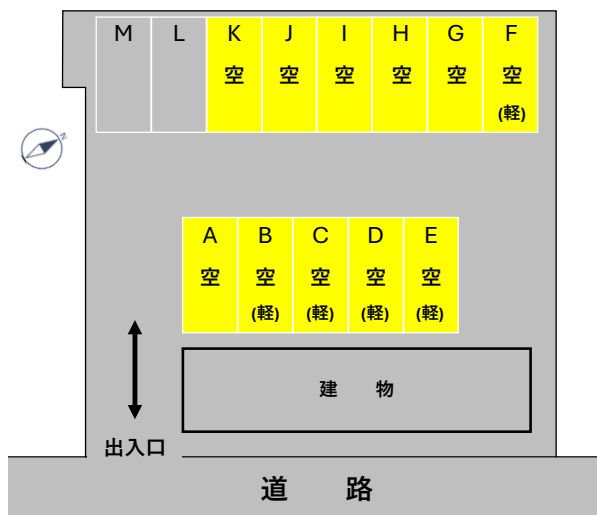 M L K J I H G F
空 空 空 空 空 空
(軽)
N
A B C D E
空 空 空 空 空
(軽) (軽) (軽) (軽)
建 物
出入口
道 路